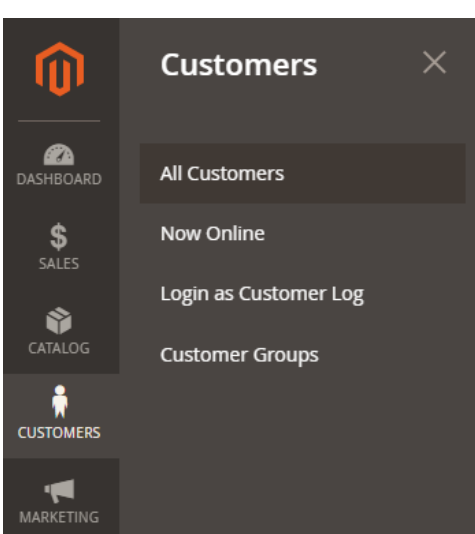 Customers
DASHBOARD
SALES
CATALOG
CUSTOMERS
MARKETING
All Customers
Now Online
Login as Customer Log
Customer Groups